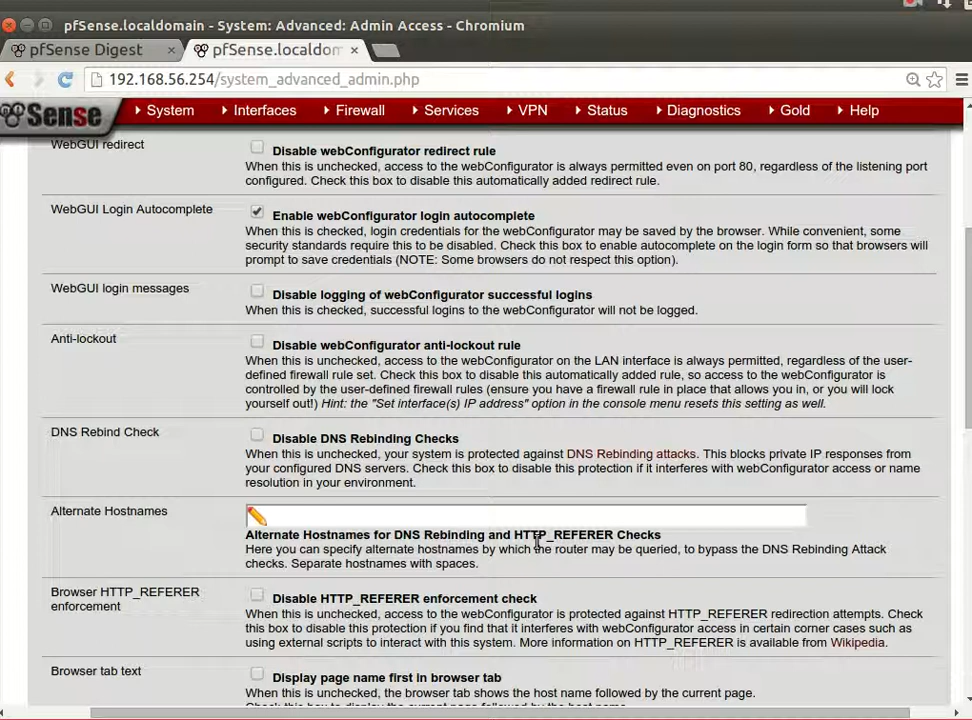 pfSense.localdomain - System: Advanced: Admin Access - Chromium
pfSense Digest × pfSense.localdom ×
192.168.56.254/system_advanced_admin.php
Sense System Interfaces Firewall Services VPN Status Diagnostics Gold Help
WebGUI redirect
Disable webConfigurator redirect rule
When this is unchecked, access to the webConfigurator is always permitted even on port 80, regardless of the listening port
configured. Check this box to disable this automatically added redirect rule.
WebGUI Login Autocomplete
Enable webConfigurator login autocomplete
When this is checked, login credentials for the webConfigurator may be saved by the browser. While convenient, some
security standards require this to be disabled. Check this box to enable autocomplete on the login form so that browsers will
prompt to save credentials (NOTE: Some browsers do not respect this option).
WebGUI login messages
Disable logging of webConfigurator successful logins
When this is checked, successful logins to the webConfigurator will not be logged.
Anti-lockout
Disable webConfigurator anti-lockout rule
When this is unchecked, access to the webConfigurator on the LAN interface is always permitted, regardless of the user-
defined firewall rule set. Check this box to disable this automatically added rule, so access to the webConfigurator is
controlled by the user-defined firewall rules (ensure you have a firewall rule in place that allows you in, or you will lock
yourself out!) Hint: the "Set interface(s) IP address" option in the console menu resets this setting as well.
DNS Rebind Check
Disable DNS Rebinding Checks
When this is unchecked, your system is protected against DNS Rebinding attacks. This blocks private IP responses from
your configured DNS servers. Check this box to disable this protection if it interferes with webConfigurator access or name
resolution in your environment.
Alternate Hostnames
Alternate Hostnames for DNS Rebinding and HTTP_REFERER Checks
Here you can specify alternate hostnames by which the router may be queried, to bypass the DNS Rebinding Attack
checks. Separate hostnames with spaces.
Browser HTTP_REFERER
enforcement
Disable HTTP_REFERER enforcement check
When this is unchecked, access to the webConfigurator is protected against HTTP_REFERER redirection attempts. Check
this box to disable this protection if you find that it interferes with webConfigurator access in certain corner cases such as
using external scripts to interact with this system. More information on HTTP_REFERER is available from Wikipedia.
Browser tab text
Display page name first in browser tab
When this is unchecked, the browser tab shows the host name followed by the current page.
Check this box to display the current page followed by the host name.